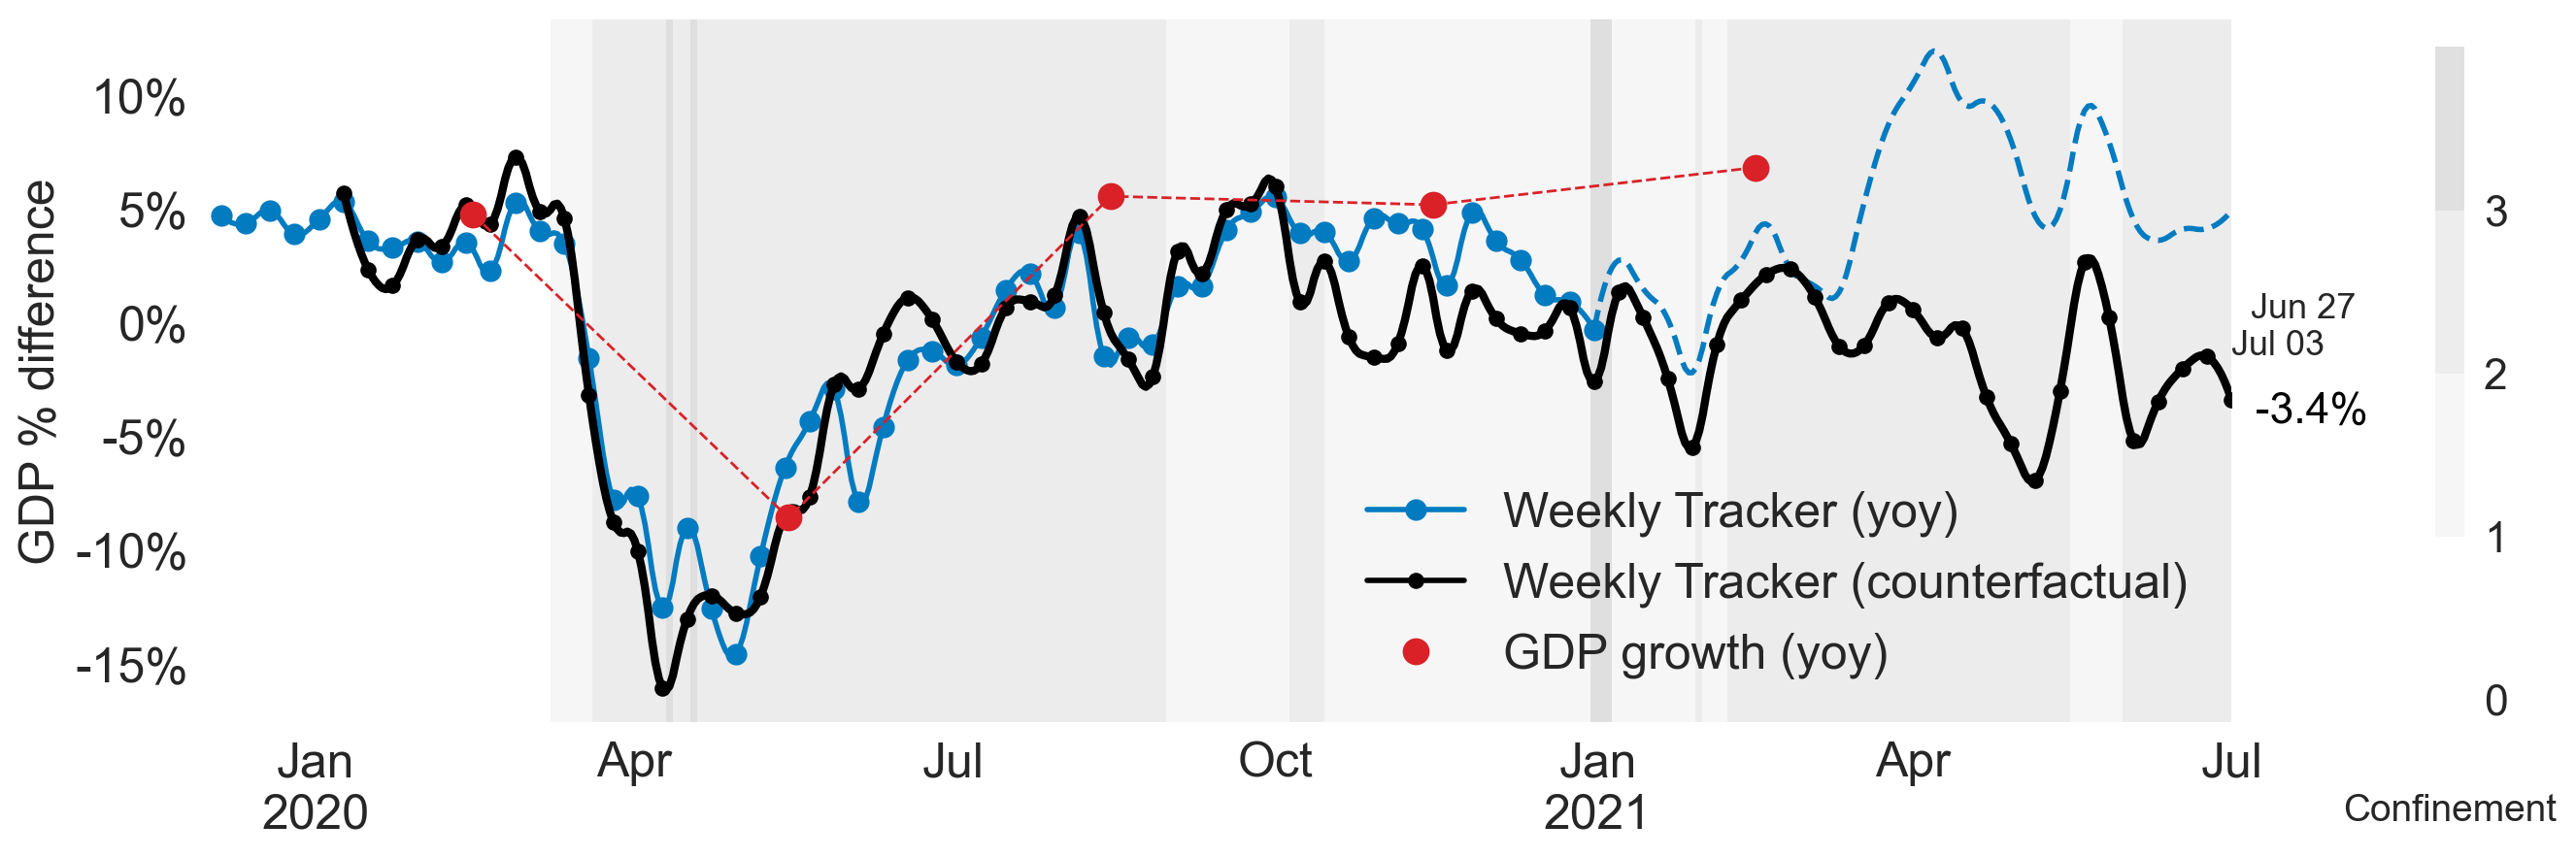 GDP % difference
10%
5%
0%
-5%
-10%
-15%
Jan
2020
Apr
Jul
Oct
Jan
2021
Apr
Jul
Weekly Tracker (yoy)
Weekly Tracker (counterfactual)
GDP growth (yoy)
Jun 27
Jul 03
-3.4%
3
2
1
0
Confinement